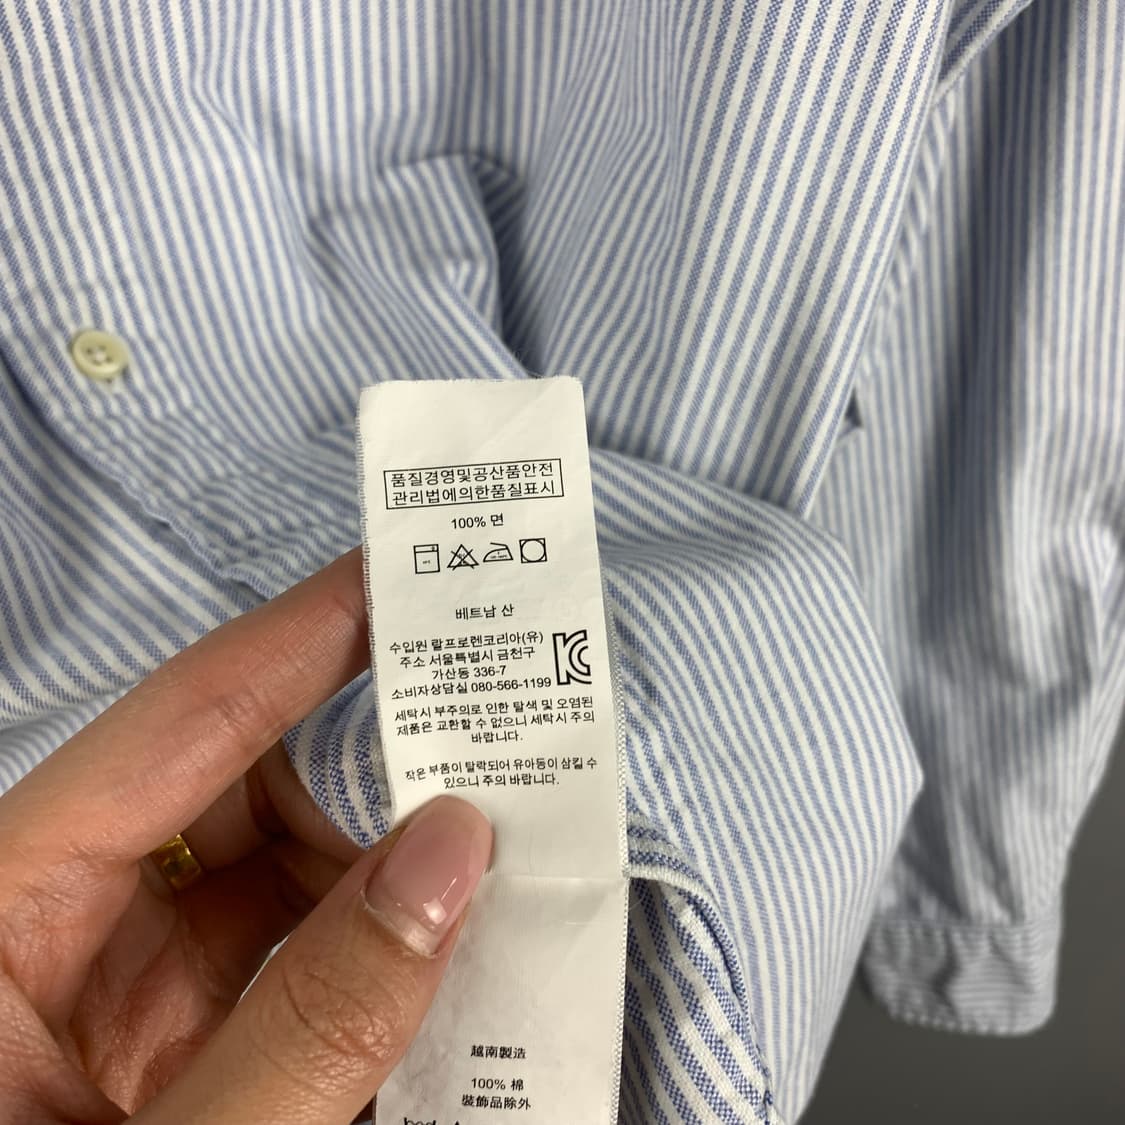 품질경영및공산품안전
관리법에의한품질표시
100% 면
베트남 산
수입원 랄프로렌코리아(유)
주소 서울특별시 금천구
가산동 336-7
소비자상담실 080-566-1199
세탁시 부주의로 인한 탈색 및 오염된
제품은 교환할 수 없으니 세탁시 주의
바랍니다.
작은 부품이 탈락되어 유아등이 삼킬 수
있으니 주의 바랍니다.
越南製造
100% 棉
裝飾品除外